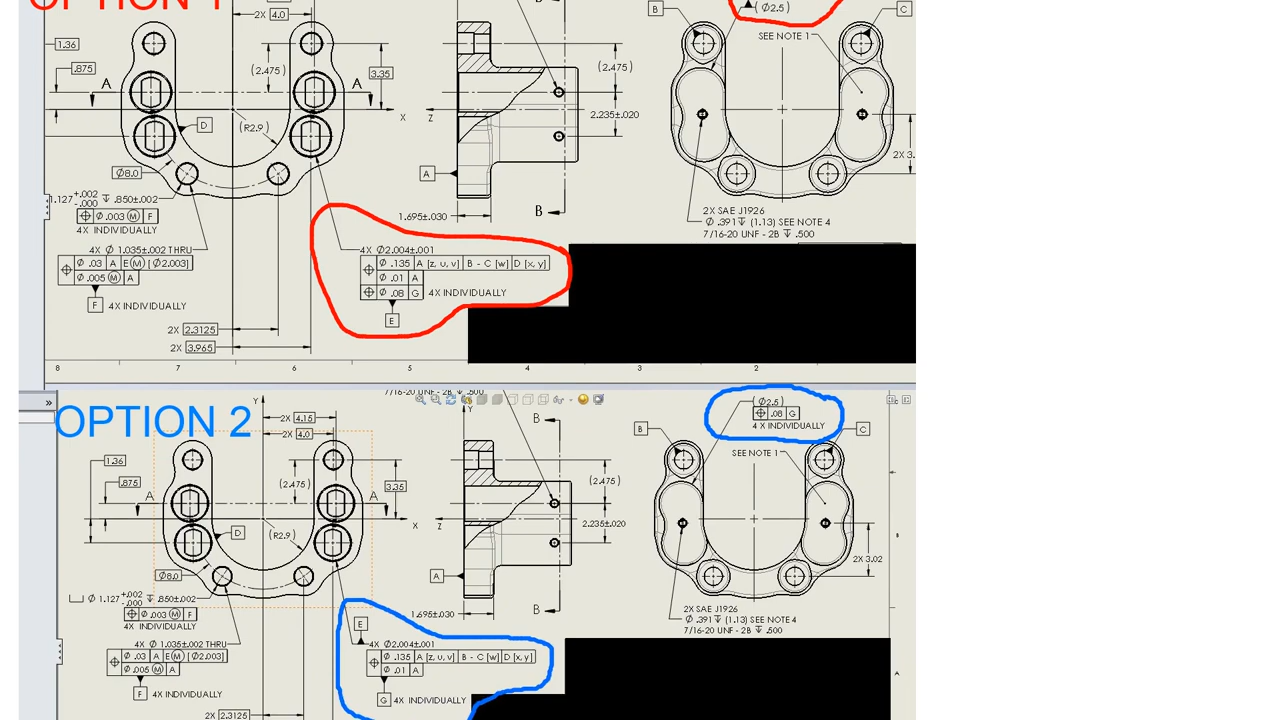 OPTION 1
2X 4.0
1.36
.875
A
A
(2.475)
3.35
X
D
(R2.9)
Ø8.0
1.127 +.002 -.000 ↧ .850±.002
⌖ Ø .003 Ⓜ F
4X INDIVIDUALLY
4X Ø 1.035±.002 THRU
⌖ Ø .03 A E Ⓜ [Ø2.003]
Ø .005 Ⓜ A
F 4X INDIVIDUALLY
2X 2.3125
2X 3.965
4X Ø2.004±.001
⌖ Ø .135 A [z, u, v] B - C [w] D [x, y]
Ø .01 A
⌖ Ø .08 G 4X INDIVIDUALLY
E
B
(2.475)
Z
2.235±.020
A
1.695±.030
B
B
(Ø2.5)
C
SEE NOTE 1
2X 3.
2X SAE J1926
Ø .391 ↧ (1.13) SEE NOTE 4
7/16-20 UNF - 2B ↧ .500
8 7 6 5 4 3 2
»
OPTION 2
Y
2X 4.15
2X 4.0
1.36
.875
A
A
(2.475)
3.35
X
D
(R2.9)
Ø8.0
⌴ Ø 1.127 +.002 -.000 ↧ .850±.002
⌖ Ø .003 Ⓜ F
4X INDIVIDUALLY
4X Ø 1.035±.002 THRU
⌖ Ø .03 A E Ⓜ [Ø2.003]
Ø .005 Ⓜ A
F 4X INDIVIDUALLY
2X 2.3125
E
4X Ø2.004±.001
⌖ Ø .135 A [z, u, v] B - C [w] D [x, y]
Ø .01 A
G 4X INDIVIDUALLY
7/16-20 UNF - 2B ↧ .500
Y
B
(2.475)
Z
2.235±.020
A
1.695±.030
B
(Ø2.5)
⌖ .08 G
4 X INDIVIDUALLY
B
C
SEE NOTE 1
2X 3.02
2X SAE J1926
Ø .391 ↧ (1.13) SEE NOTE 4
7/16-20 UNF - 2B ↧ .500
A